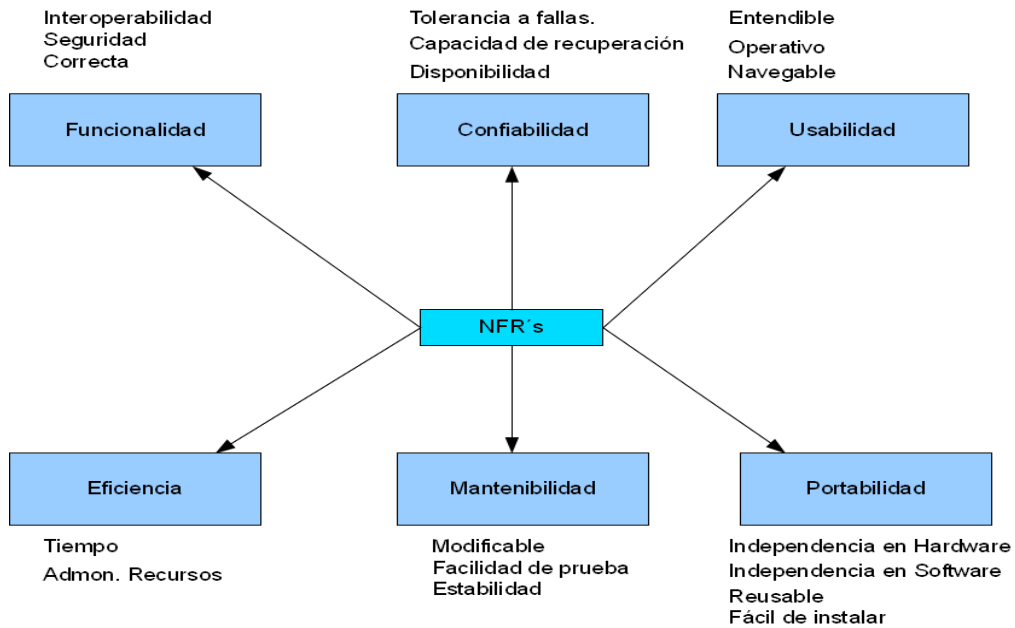 Interoperabilidad
Seguridad
Correcta
Tolerancia a fallas.
Capacidad de recuperación
Disponibilidad
Entendible
Operativo
Navegable
Funcionalidad
Confiabilidad
Usabilidad
NFR´s
Eficiencia
Mantenibilidad
Portabilidad
Tiempo
Admon. Recursos
Modificable
Facilidad de prueba
Estabilidad
Independencia en Hardware
Independencia en Software
Reusable
Fácil de instalar